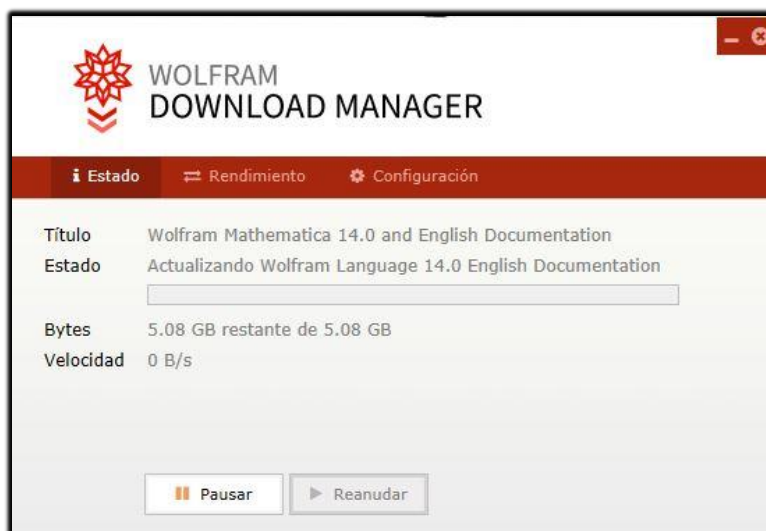 WOLFRAM
DOWNLOAD MANAGER
Estado Rendimiento Configuración
Título Wolfram Mathematica 14.0 and English Documentation
Estado Actualizando Wolfram Language 14.0 English Documentation
Bytes 5.08 GB restante de 5.08 GB
Velocidad 0 B/s
Pausar Reanudar